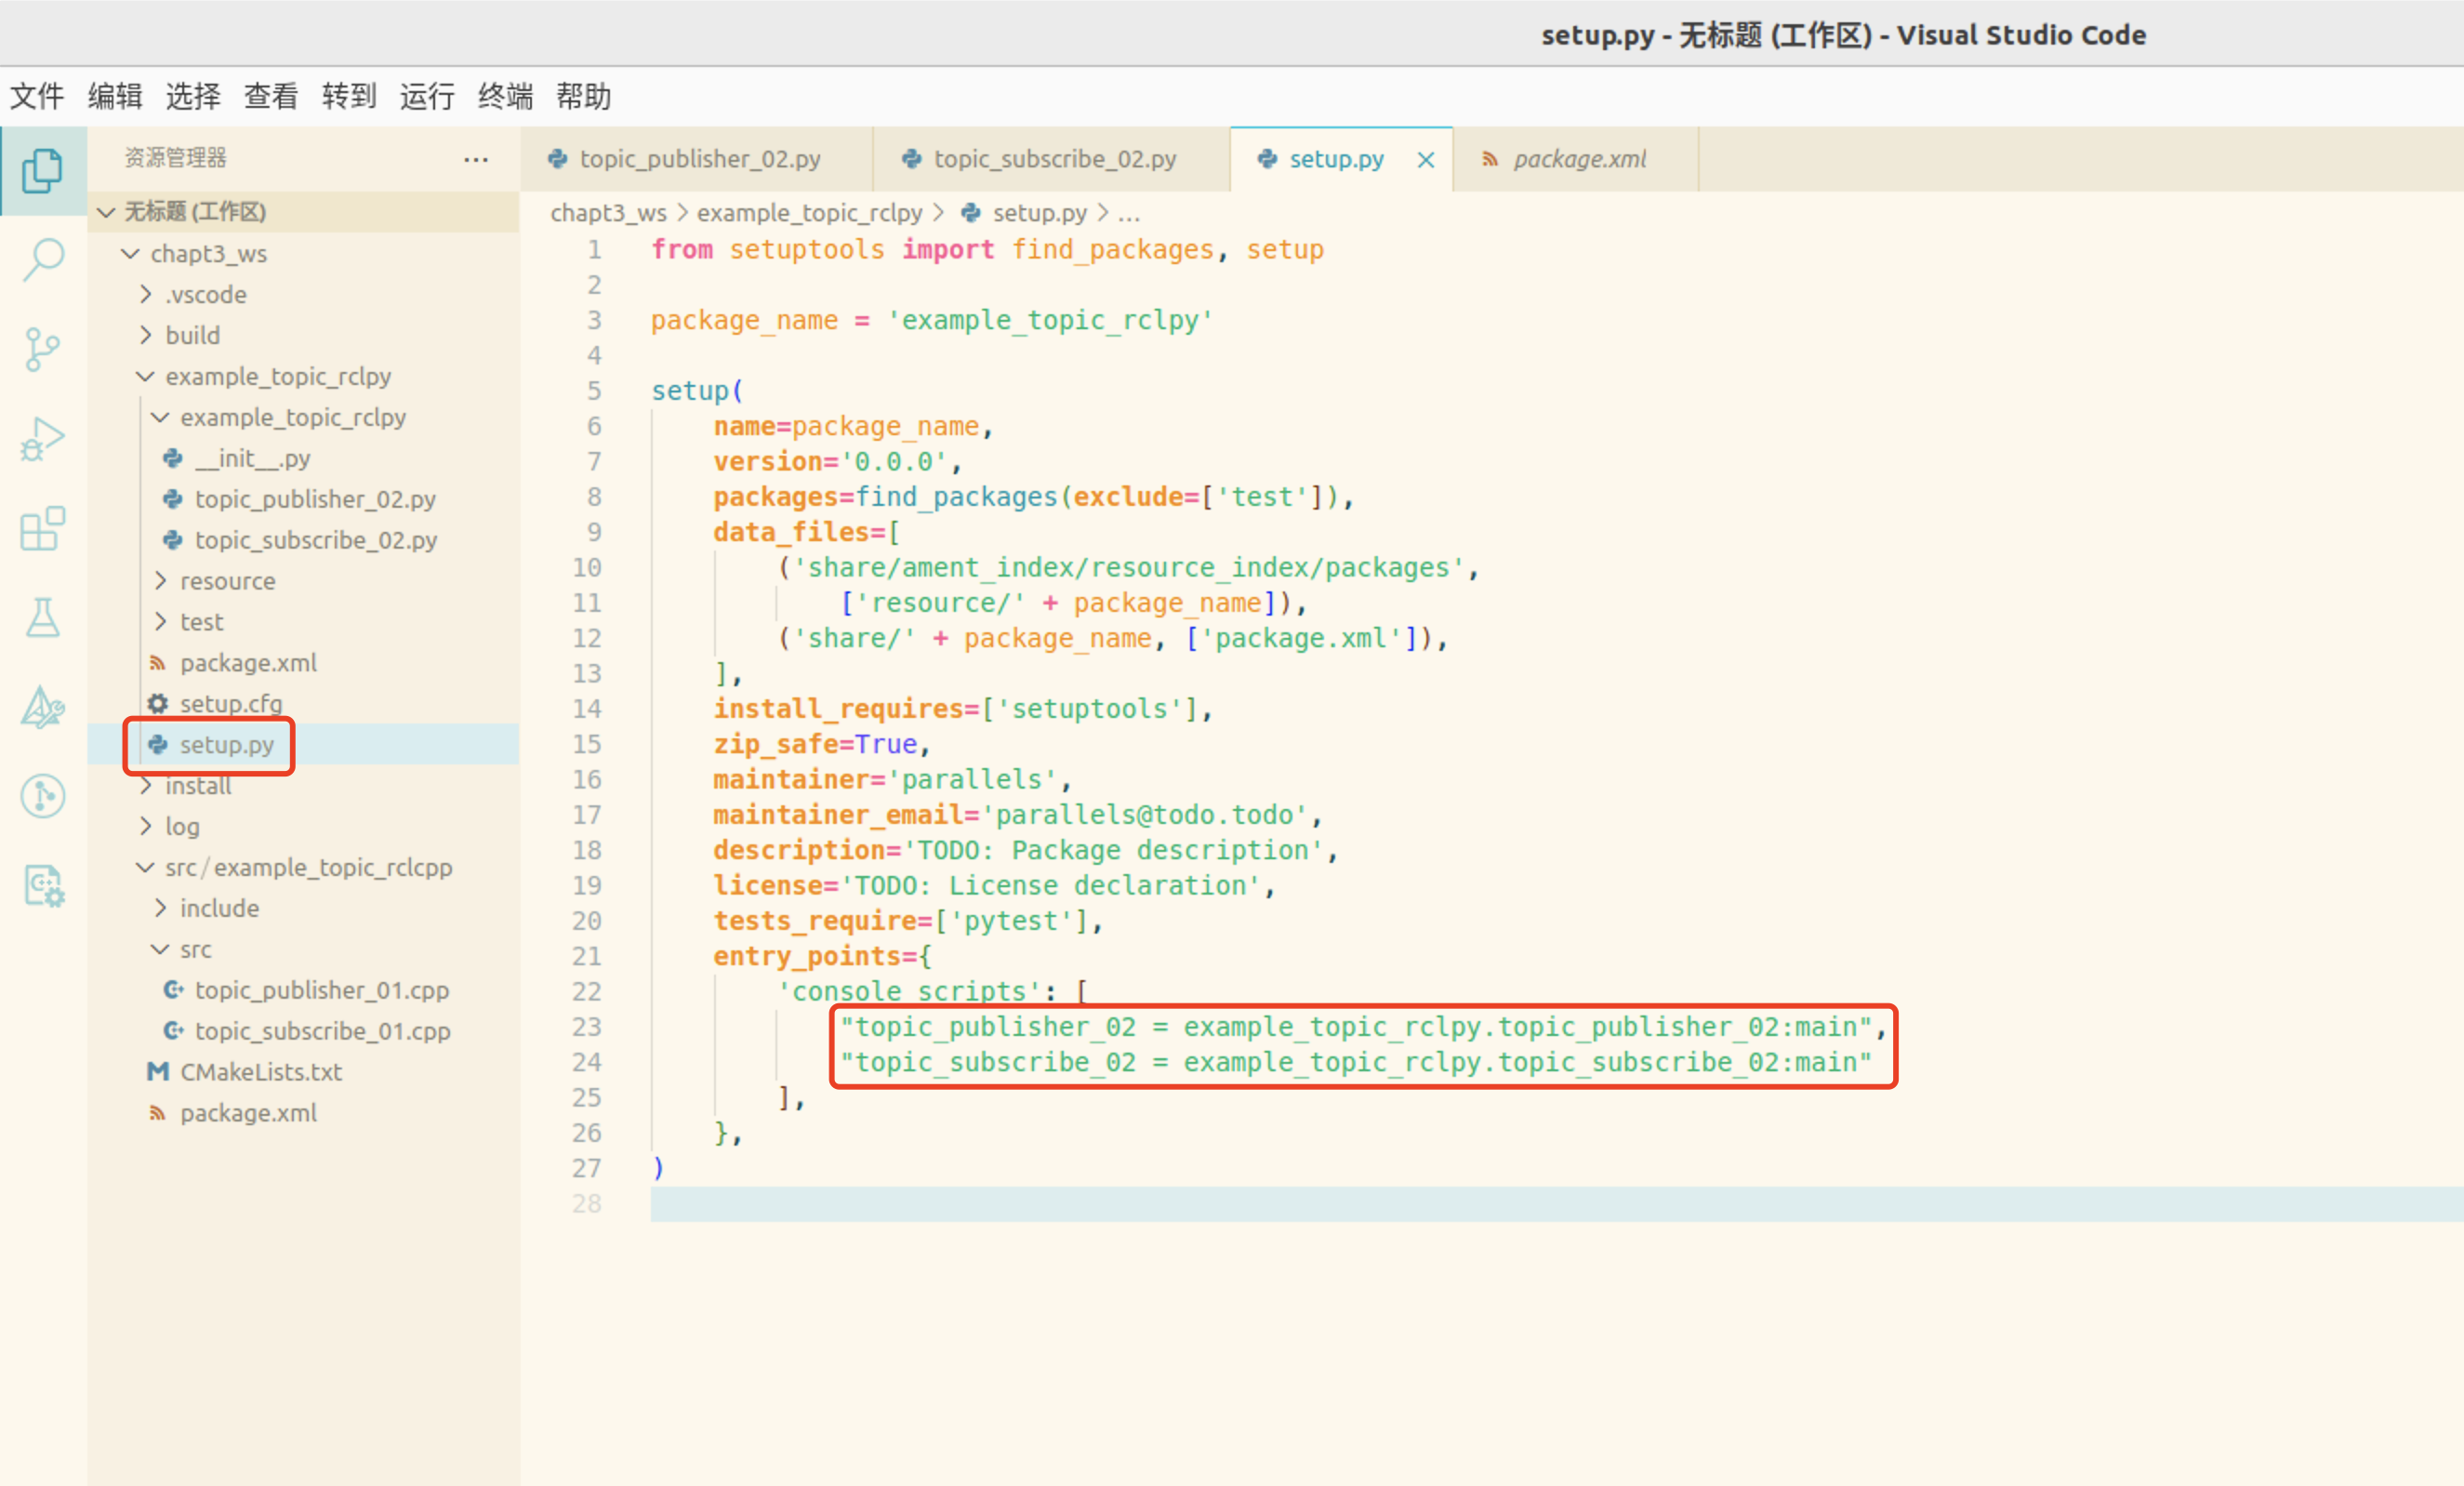 setup.py - 无标题 (工作区) - Visual Studio Code
文件 编辑 选择 查看 转到 运行 终端 帮助
资源管理器 ...
无标题 (工作区)
chapt3_ws
.vscode
build
example_topic_rclpy
example_topic_rclpy
__init__.py
topic_publisher_02.py
topic_subscribe_02.py
resource
test
package.xml
setup.cfg
setup.py
install
log
src/example_topic_rclcpp
include
src
topic_publisher_01.cpp
topic_subscribe_01.cpp
CMakeLists.txt
package.xml
topic_publisher_02.py topic_subscribe_02.py setup.py package.xml
chapt3_ws > example_topic_rclpy > setup.py > ...
1 from setuptools import find_packages, setup
2
3 package_name = 'example_topic_rclpy'
4
5 setup(
6 name=package_name,
7 version='0.0.0',
8 packages=find_packages(exclude=['test']),
9 data_files=[
10 ('share/ament_index/resource_index/packages',
11 ['resource/' + package_name]),
12 ('share/' + package_name, ['package.xml']),
13 ],
14 install_requires=['setuptools'],
15 zip_safe=True,
16 maintainer='parallels',
17 maintainer_email='parallels@todo.todo',
18 description='TODO: Package description',
19 license='TODO: License declaration',
20 tests_require=['pytest'],
21 entry_points={
22 'console_scripts': [
23 "topic_publisher_02 = example_topic_rclpy.topic_publisher_02:main",
24 "topic_subscribe_02 = example_topic_rclpy.topic_subscribe_02:main"
25 ],
26 },
27 )
28